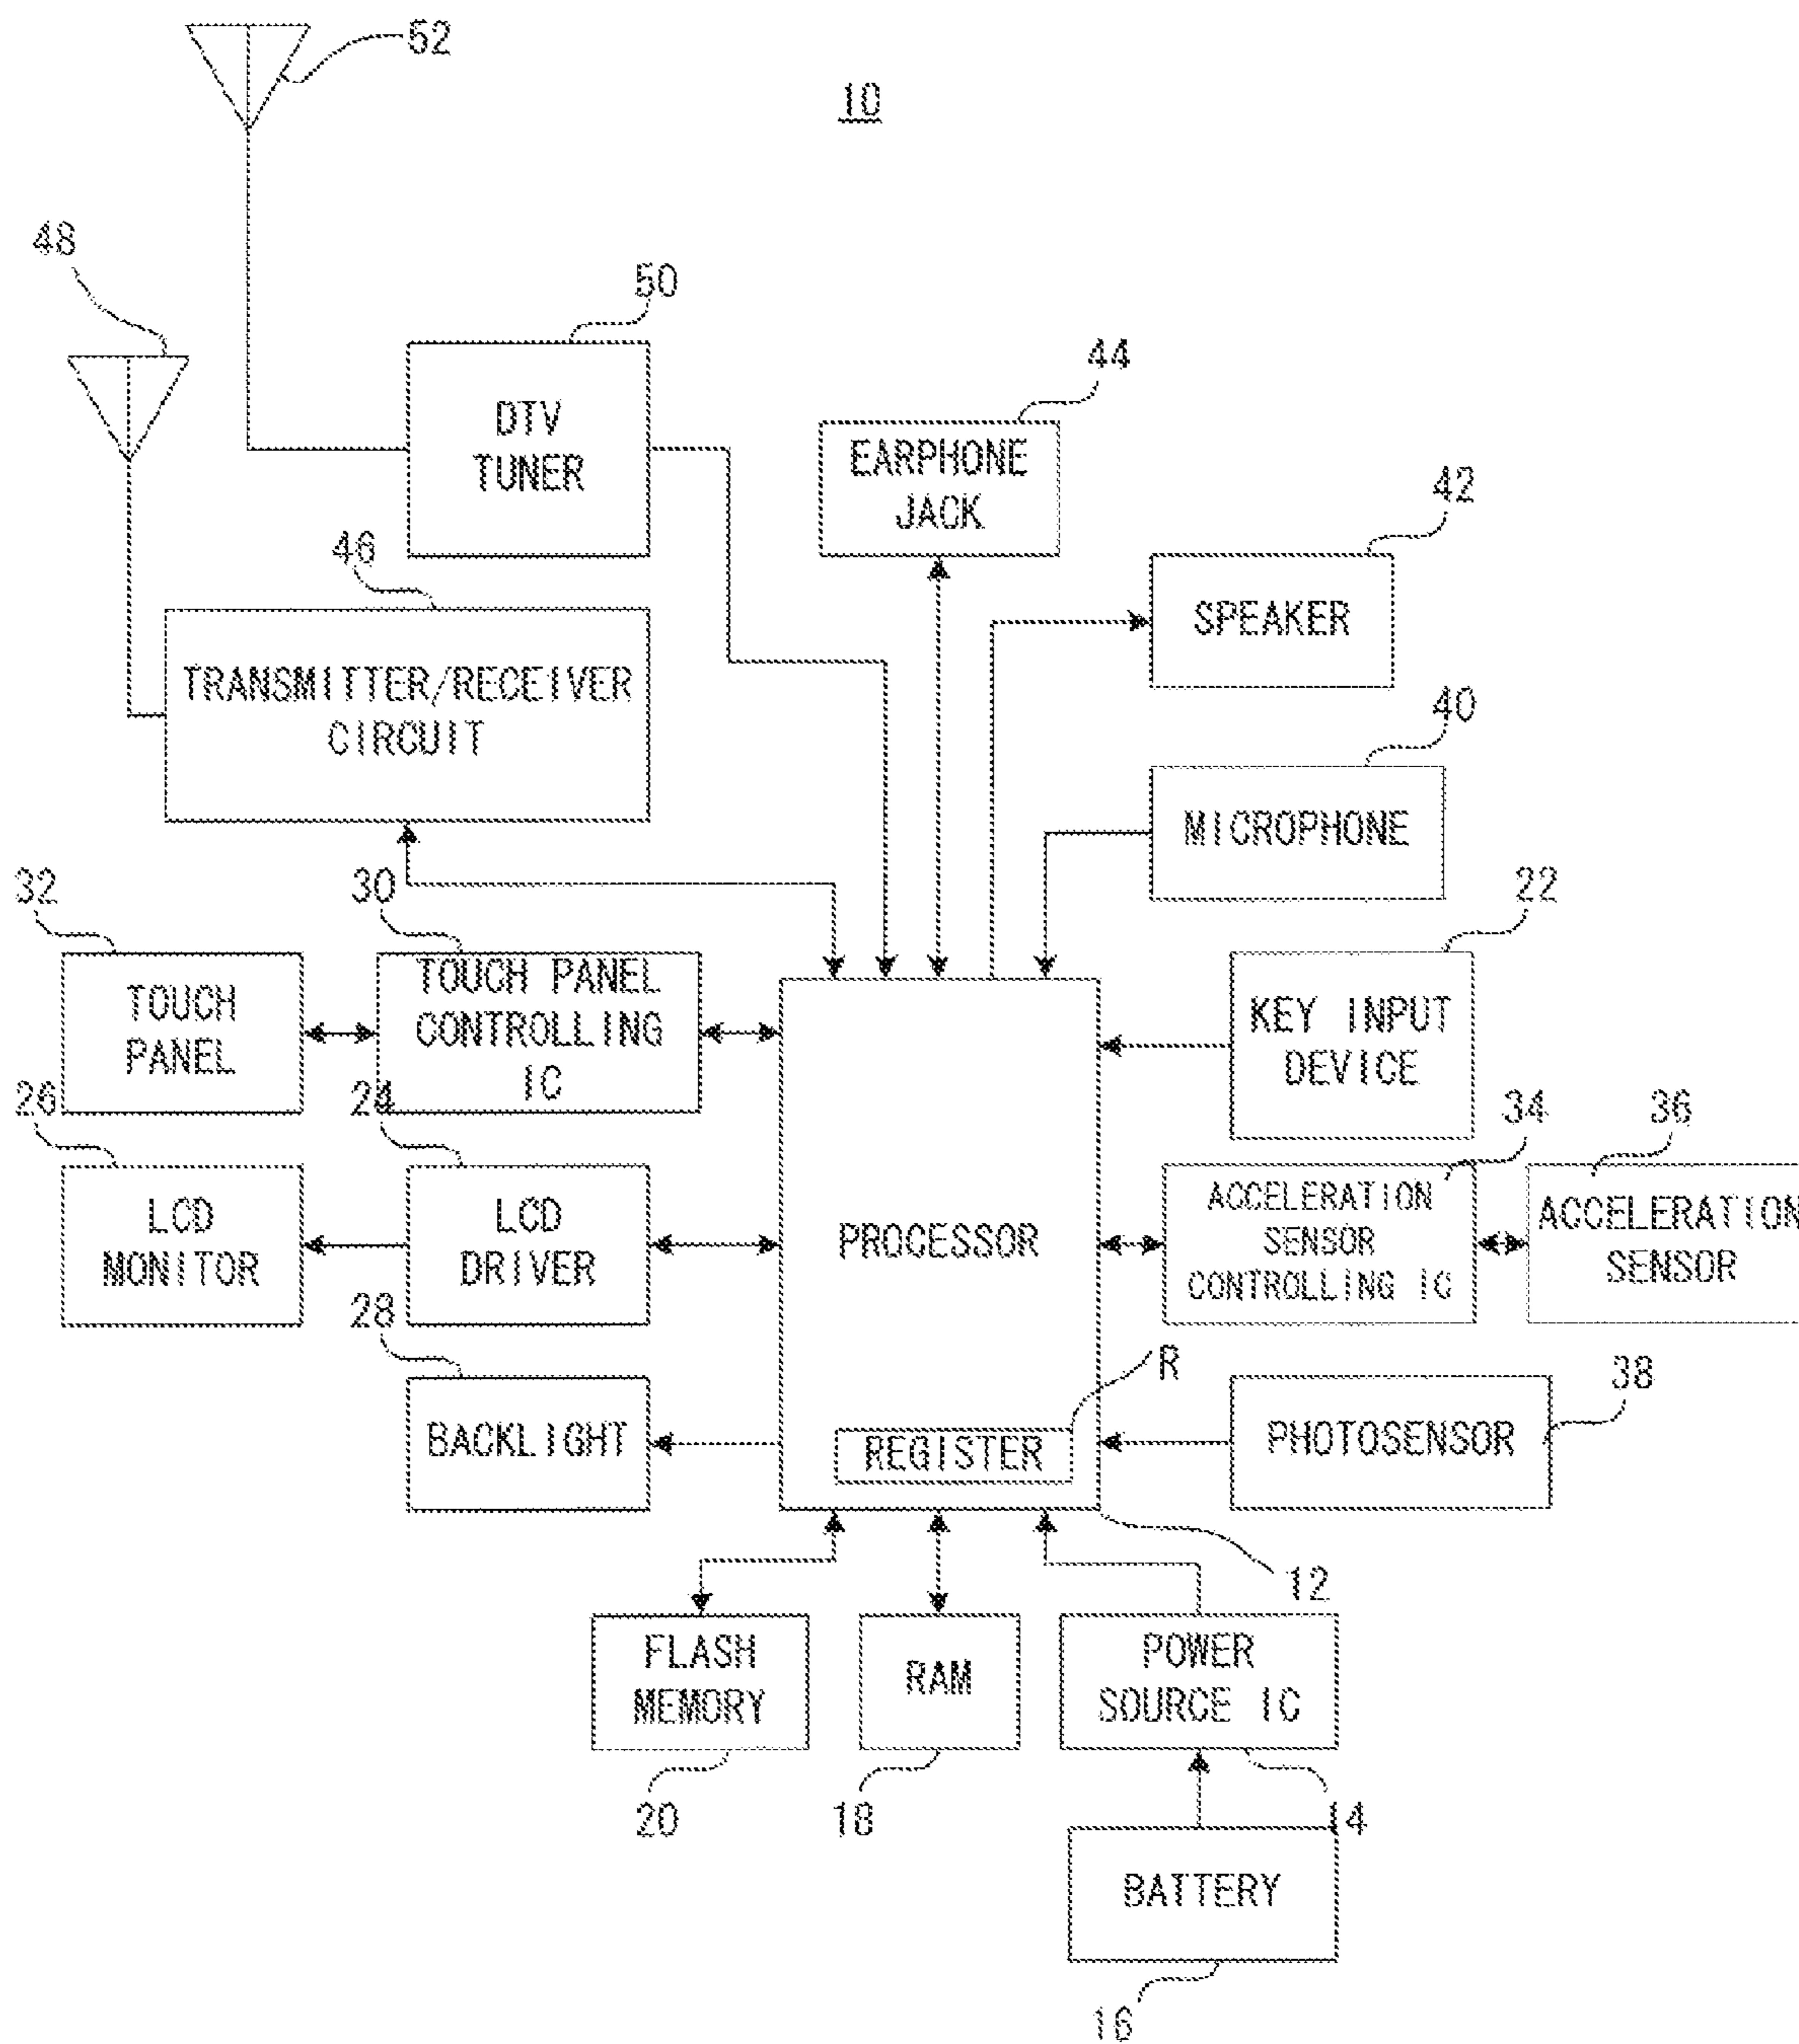 52
10
48
50
DTV
TUNER
44
EARPHONE
JACK
42
SPEAKER
46
TRANSMITTER/RECEIVER
CIRCUIT
40
MICROPHONE
32
TOUCH
PANEL
30
TOUCH PANEL
CONTROLLING
IC
22
KEY INPUT
DEVICE
26
LCD
MONITOR
24
LCD
DRIVER
PROCESSOR
34
ACCELERATION
SENSOR
CONTROLLING IC
36
ACCELERATION
SENSOR
28
BACKLIGHT
R
REGISTER
38
PHOTOSENSOR
12
FLASH
MEMORY
20
RAM
18
POWER
SOURCE IC
14
BATTERY
16